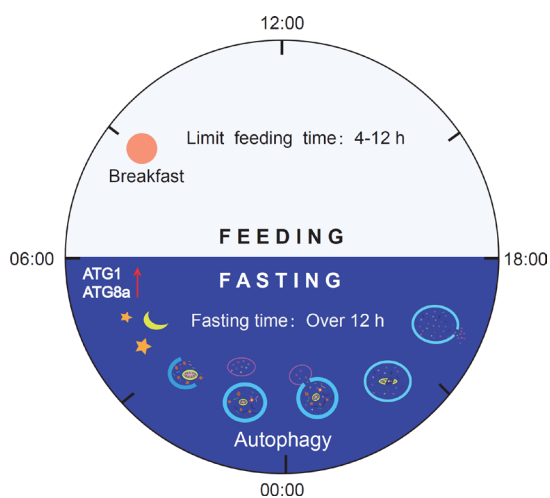 12:00
Limit feeding time: 4-12 h
Breakfast
FEEDING
06:00
18:00
ATG1
ATG8a
FASTING
Fasting time: Over 12 h
Autophagy
00:00